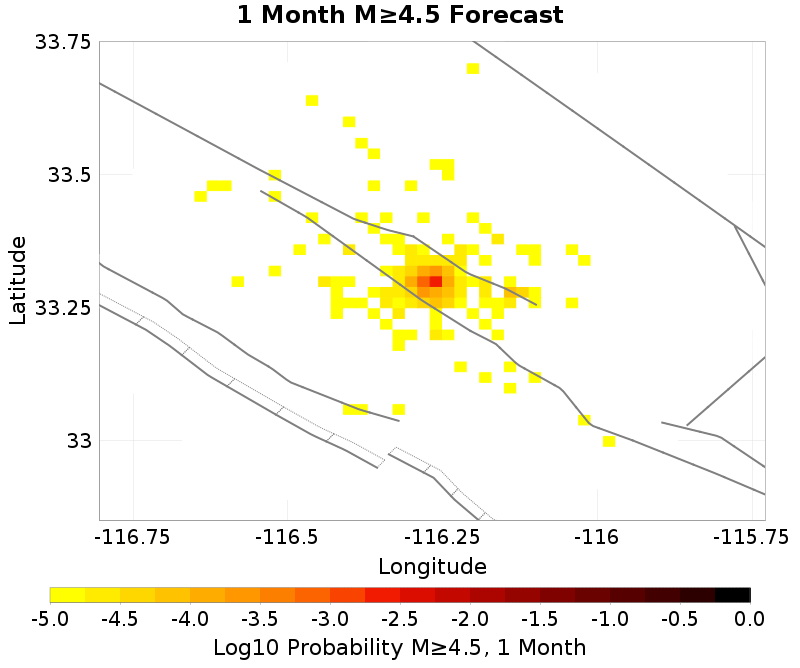 1 Month M≥4.5 Forecast
33.75
33.5
33.25
33
Latitude
-116.75 -116.5 -116.25 -116 -115.75
Longitude
-5.0 -4.5 -4.0 -3.5 -3.0 -2.5 -2.0 -1.5 -1.0 -0.5 0.0
Log10 Probability M≥4.5, 1 Month